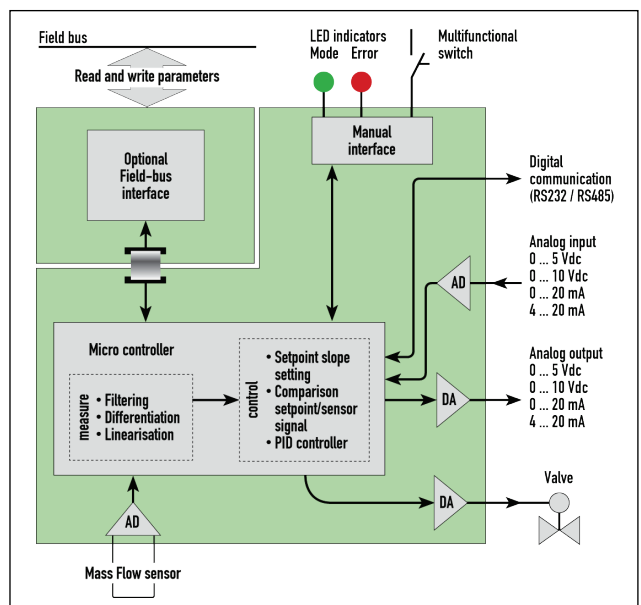 Field bus
Read and write parameters
LED indicators
Mode Error
Multifunctional
switch
Manual
interface
Optional
Field-bus
interface
Digital
communication
(RS232 / RS485)
Analog input
0 ... 5 Vdc
0 ... 10 Vdc
0 ... 20 mA
4 ... 20 mA
AD
Micro controller
measure
• Filtering
• Differentiation
• Linearisation
control
• Setpoint slope
setting
• Comparison
setpoint/sensor
signal
• PID controller
DA
Analog output
0 ... 5 Vdc
0 ... 10 Vdc
0 ... 20 mA
4 ... 20 mA
DA
Valve
AD
Mass Flow sensor